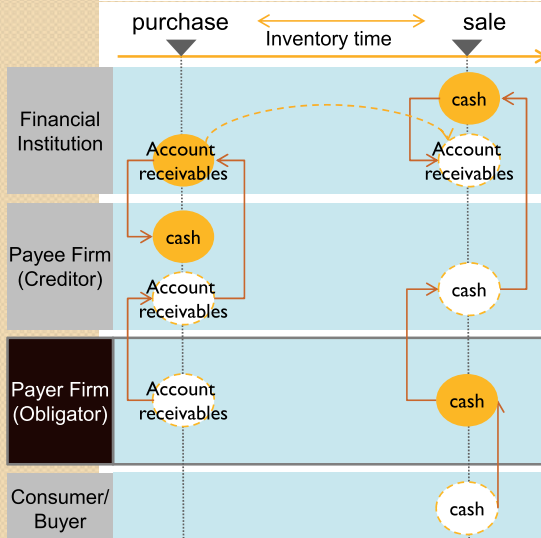 purchase
sale
Inventory time
Financial
Institution
cash
Account
receivables
Account
receivables
Payee Firm
(Creditor)
cash
Account
receivables
cash
Payer Firm
(Obligator)
Account
receivables
cash
Consumer/
Buyer
cash